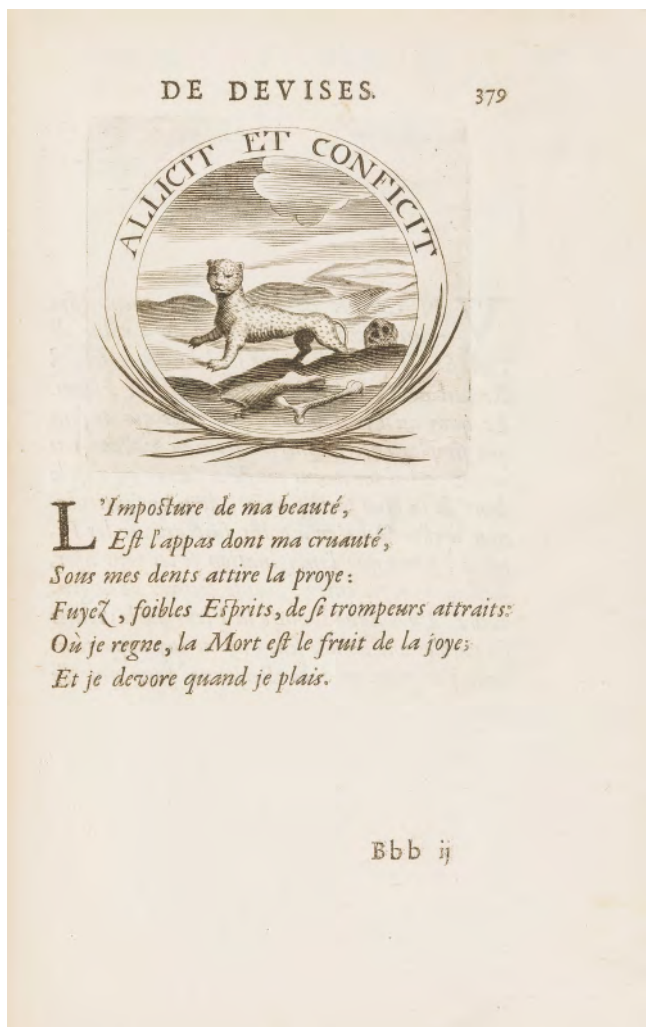 DE DEVISES. 379
ALLICIT ET CONFICIT
L'Imposture de ma beauté,
Est l'appas dont ma cruauté,
Sous mes dents attire la proye:
Fuyez, foibles Esprits, de si trompeurs attraits:
Où je regne, la Mort est le fruit de la joye;
Et je devore quand je plais.
Bbb ij